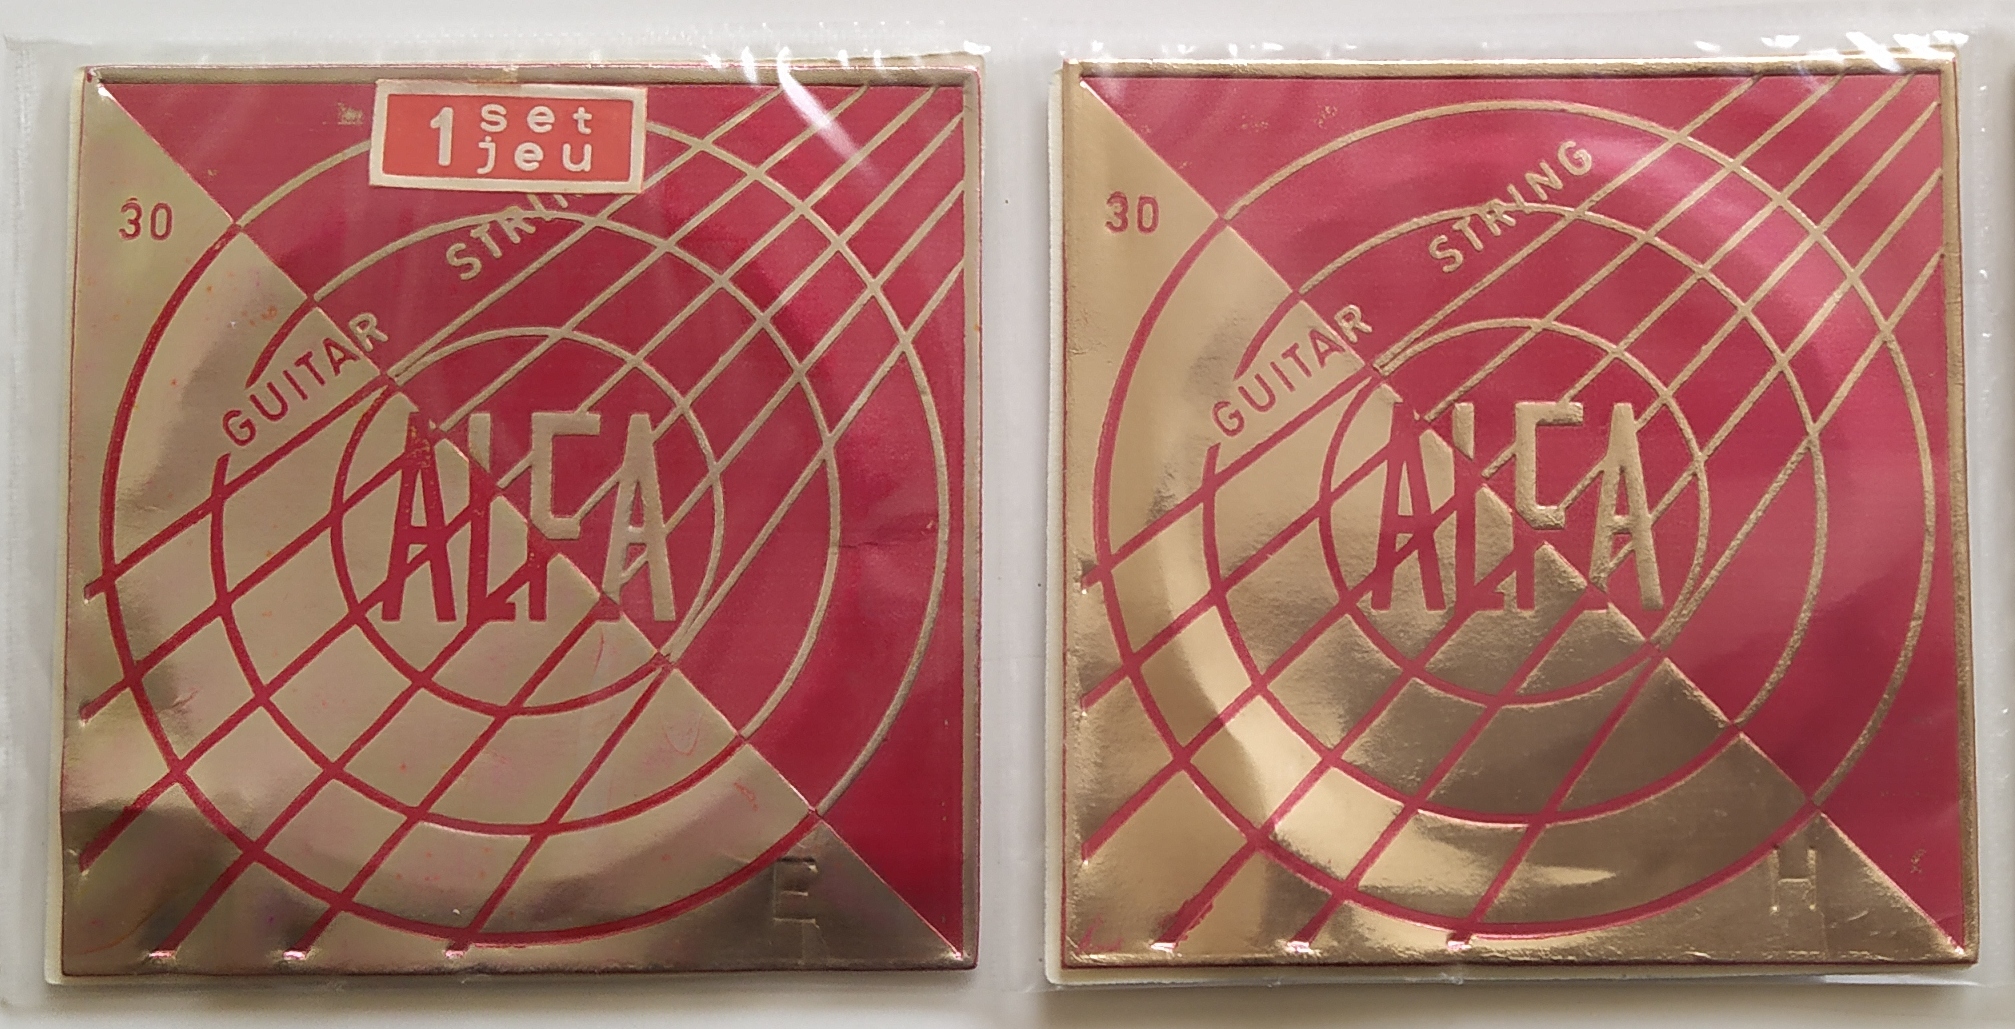 1 set
jeu
30
GUITAR STRING
ALFA
E
30
GUITAR STRING
ALFA
H